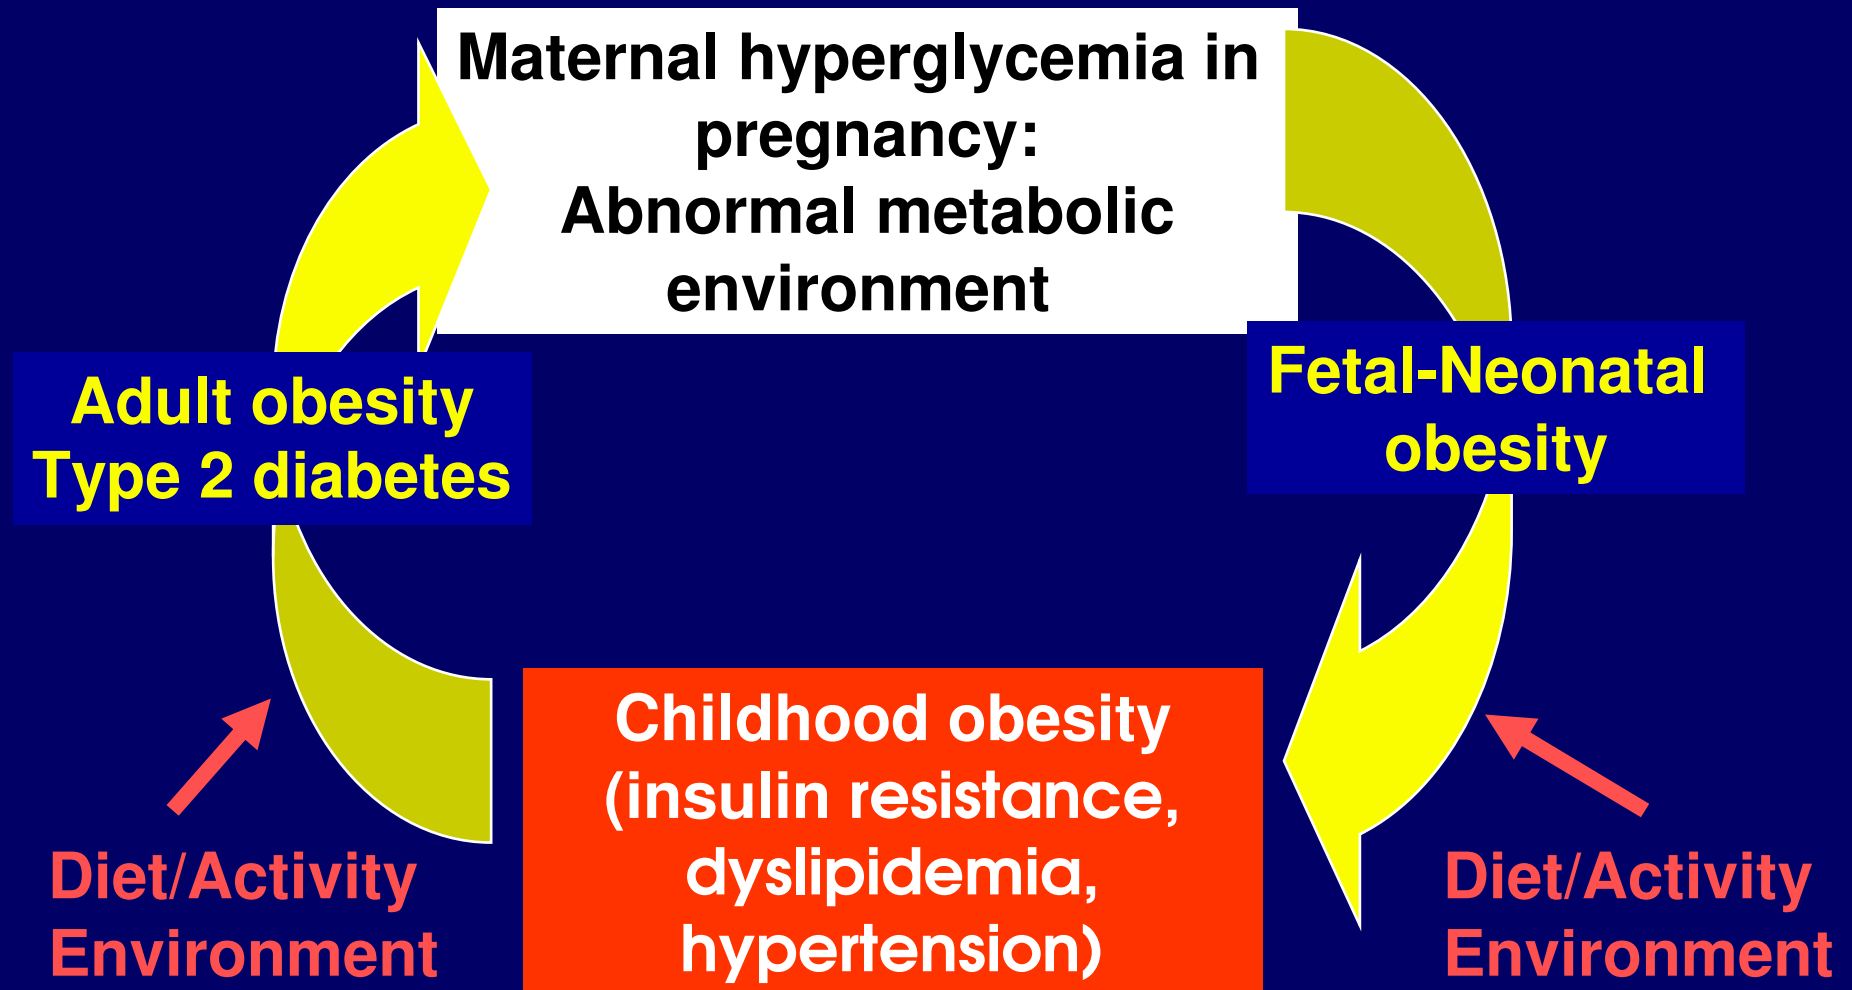 Maternal hyperglycemia in
pregnancy:
Abnormal metabolic
environment
Fetal-Neonatal
obesity
Adult obesity
Type 2 diabetes
Childhood obesity
(insulin resistance,
dyslipidemia,
hypertension)
Diet/Activity
Environment
Diet/Activity
Environment